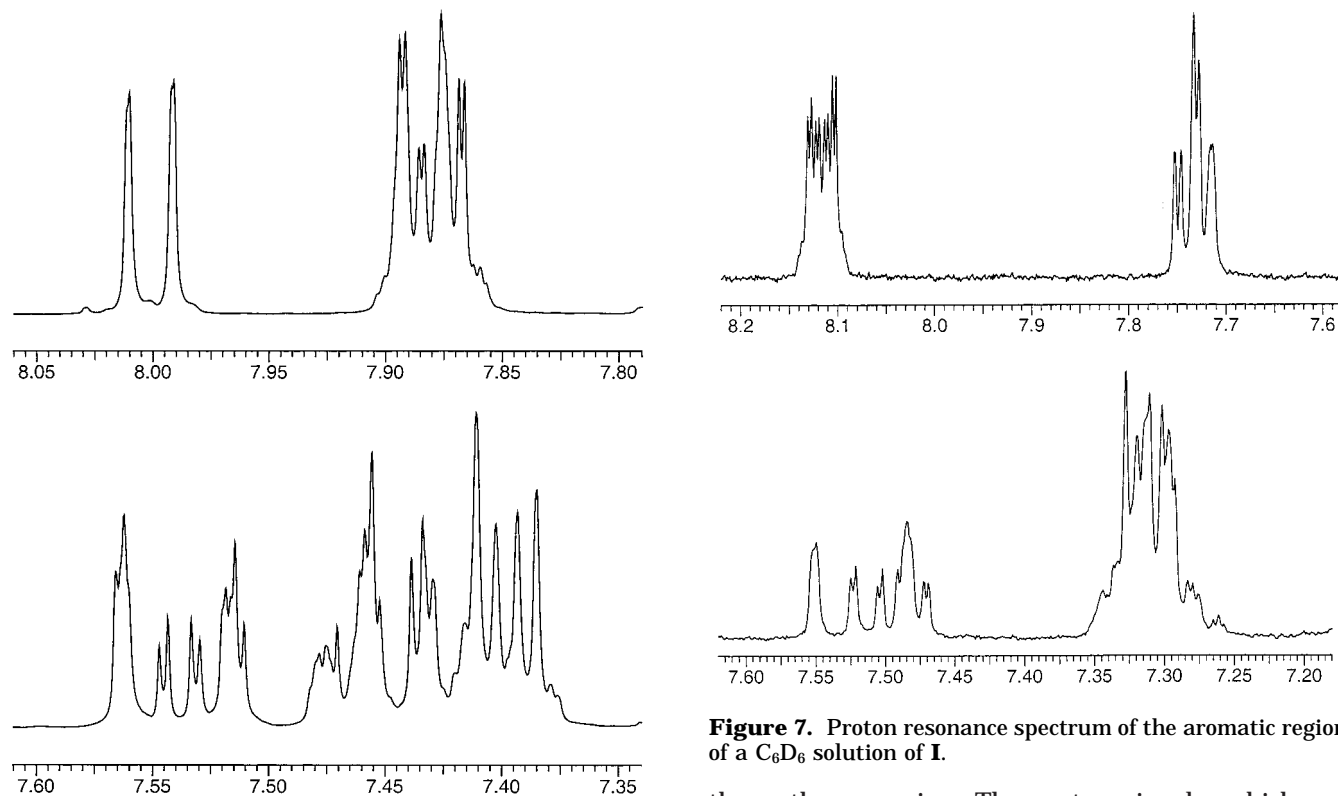 8.05 8.00 7.95 7.90 7.85 7.80
7.60 7.55 7.50 7.45 7.40 7.35
8.2 8.1 8.0 7.9 7.8 7.7 7.6
7.60 7.55 7.50 7.45 7.40 7.35 7.30 7.25 7.20
Figure 7. Proton resonance spectrum of the aromatic region
of a C₆D₆ solution of I.